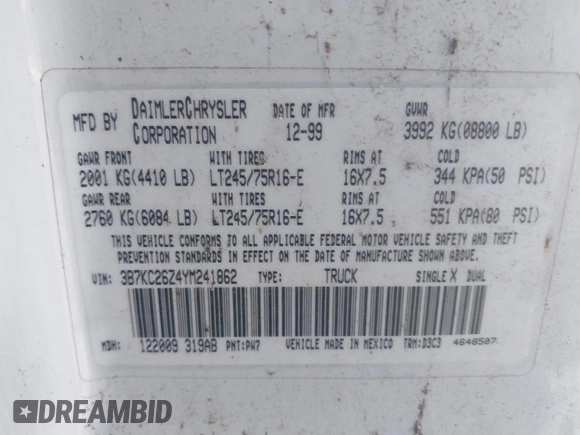 MFD BY DAIMLERCHRYSLER CORPORATION DATE OF MFR 12-99 GVWR 3992 KG(08800 LB)
GAWR FRONT WITH TIRES RIMS AT COLD
2001 KG(4410 LB) LT245/75R16-E 16X7.5 344 KPA(50 PSI)
GAWR REAR WITH TIRES RIMS AT COLD
2760 KG(6084 LB) LT245/75R16-E 16X7.5 551 KPA(80 PSI)
THIS VEHICLE CONFORMS TO ALL APPLICABLE FEDERAL MOTOR VEHICLE SAFETY AND THEFT
PREVENTION STANDARDS IN EFFECT ON THE DATE OF MANUFACTURE SHOWN ABOVE.
VIN: 3B7KC26Z4YM241862 TYPE: TRUCK SINGLE X DUAL
MDH: 122009 319AB PNT:PW7 VEHICLE MADE IN MEXICO TRM:D3C3 4648507
DREAMBID